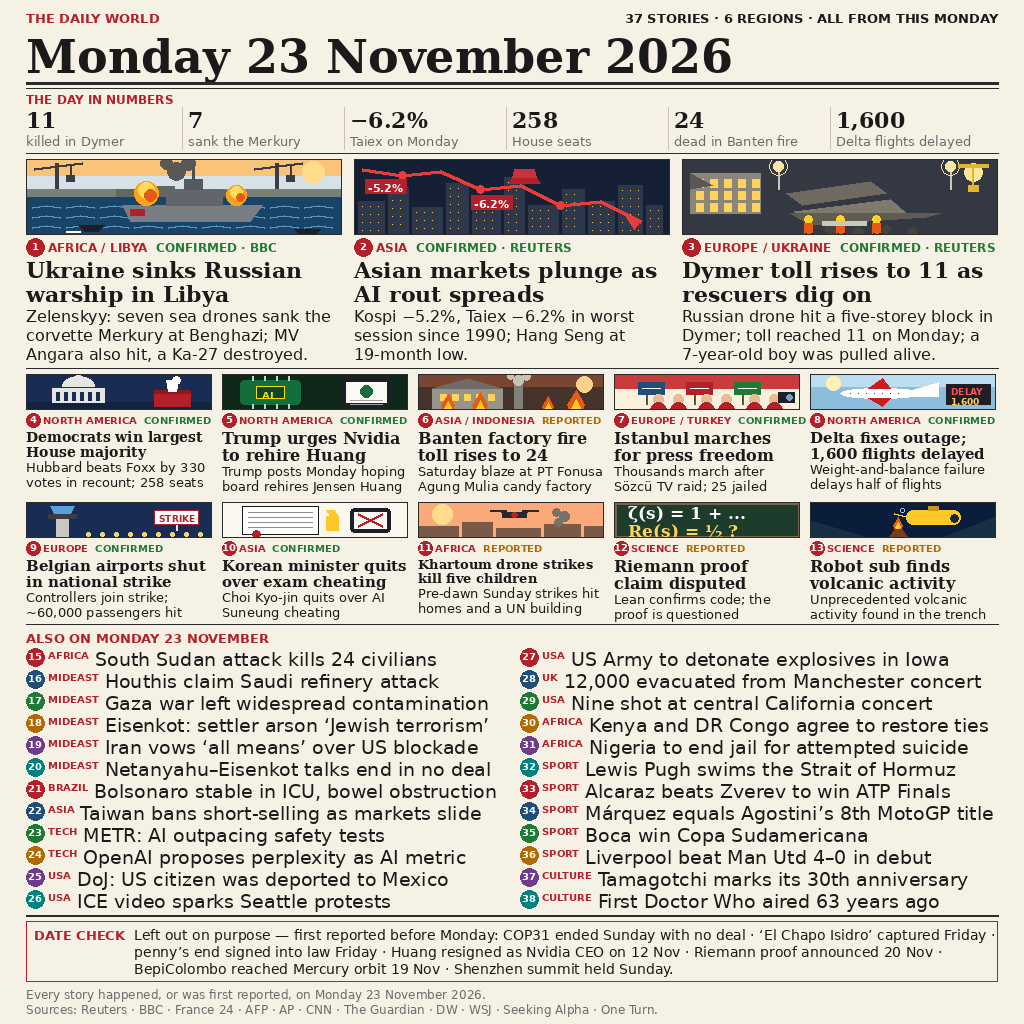 THE DAILY WORLD
37 STORIES · 6 REGIONS · ALL FROM THIS MONDAY
Monday 23 November 2026
THE DAY IN NUMBERS
11
killed in Dymer
7
sank the Merkury
−6.2%
Taiex on Monday
258
House seats
24
dead in Banten fire
1,600
Delta flights delayed
-5.2%
-6.2%
1 AFRICA / LIBYA CONFIRMED · BBC
Ukraine sinks Russian
warship in Libya
Zelenskyy: seven sea drones sank the
corvette Merkury at Benghazi; MV
Angara also hit, a Ka-27 destroyed.
2 ASIA CONFIRMED · REUTERS
Asian markets plunge as
AI rout spreads
Kospi −5.2%, Taiex −6.2% in worst
session since 1990; Hang Seng at
19-month low.
3 EUROPE / UKRAINE CONFIRMED · REUTERS
Dymer toll rises to 11 as
rescuers dig on
Russian drone hit a five-storey block in
Dymer; toll reached 11 on Monday; a
7-year-old boy was pulled alive.
4 NORTH AMERICA CONFIRMED
Democrats win largest
House majority
Hubbard beats Foxx by 330
votes in recount; 258 seats
AI
5 NORTH AMERICA CONFIRMED
Trump urges Nvidia
to rehire Huang
Trump posts Monday hoping
board rehires Jensen Huang
6 ASIA / INDONESIA REPORTED
Banten factory fire
toll rises to 24
Saturday blaze at PT Fonusa
Agung Mulia candy factory
7 EUROPE / TURKEY CONFIRMED
Istanbul marches
for press freedom
Thousands march after
Sözcü TV raid; 25 jailed
DELAY
1,600
8 NORTH AMERICA CONFIRMED
Delta fixes outage;
1,600 flights delayed
Weight-and-balance failure
delays half of flights
STRIKE
9 EUROPE CONFIRMED
Belgian airports shut
in national strike
Controllers join strike;
~60,000 passengers hit
10 ASIA CONFIRMED
Korean minister quits
over exam cheating
Choi Kyo-jin quits over AI
Suneung cheating
11 AFRICA REPORTED
Khartoum drone strikes
kill five children
Pre-dawn Sunday strikes hit
homes and a UN building
ζ(s) = 1 + ...
Re(s) = ½ ?
12 SCIENCE REPORTED
Riemann proof
claim disputed
Lean confirms code; the
proof is questioned
13 SCIENCE REPORTED
Robot sub finds
volcanic activity
Unprecedented volcanic
activity found in the trench
ALSO ON MONDAY 23 NOVEMBER
15 AFRICA South Sudan attack kills 24 civilians
16 MIDEAST Houthis claim Saudi refinery attack
17 MIDEAST Gaza war left widespread contamination
18 MIDEAST Eisenkot: settler arson ‘Jewish terrorism’
19 MIDEAST Iran vows ‘all means’ over US blockade
20 MIDEAST Netanyahu–Eisenkot talks end in no deal
21 BRAZIL Bolsonaro stable in ICU, bowel obstruction
22 ASIA Taiwan bans short-selling as markets slide
23 TECH METR: AI outpacing safety tests
24 TECH OpenAI proposes perplexity as AI metric
25 USA DoJ: US citizen was deported to Mexico
26 USA ICE video sparks Seattle protests
27 USA US Army to detonate explosives in Iowa
28 UK 12,000 evacuated from Manchester concert
29 USA Nine shot at central California concert
30 AFRICA Kenya and DR Congo agree to restore ties
31 AFRICA Nigeria to end jail for attempted suicide
32 SPORT Lewis Pugh swims the Strait of Hormuz
33 SPORT Alcaraz beats Zverev to win ATP Finals
34 SPORT Márquez equals Agostini’s 8th MotoGP title
35 SPORT Boca win Copa Sudamericana
36 SPORT Liverpool beat Man Utd 4–0 in debut
37 CULTURE Tamagotchi marks its 30th anniversary
38 CULTURE First Doctor Who aired 63 years ago
DATE CHECK Left out on purpose — first reported before Monday: COP31 ended Sunday with no deal · ‘El Chapo Isidro’ captured Friday ·
penny’s end signed into law Friday · Huang resigned as Nvidia CEO on 12 Nov · Riemann proof announced 20 Nov ·
BepiColombo reached Mercury orbit 19 Nov · Shenzhen summit held Sunday.
Every story happened, or was first reported, on Monday 23 November 2026.
Sources: Reuters · BBC · France 24 · AFP · AP · CNN · The Guardian · DW · WSJ · Seeking Alpha · One Turn.